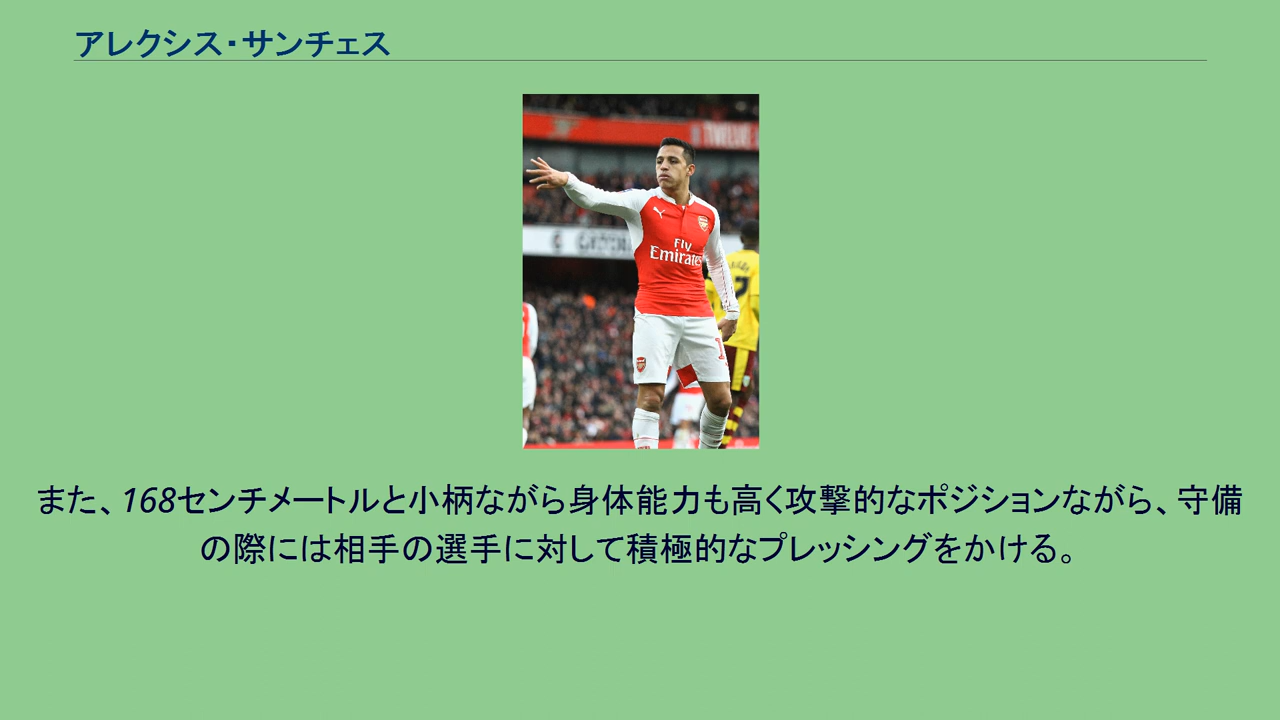 アレクシス・サンチェス
TWELVE
Fly
Emirates
また、168センチメートルと小柄ながら身体能力も高く攻撃的なポジションながら、守備
の際には相手の選手に対して積極的なプレッシングをかける。